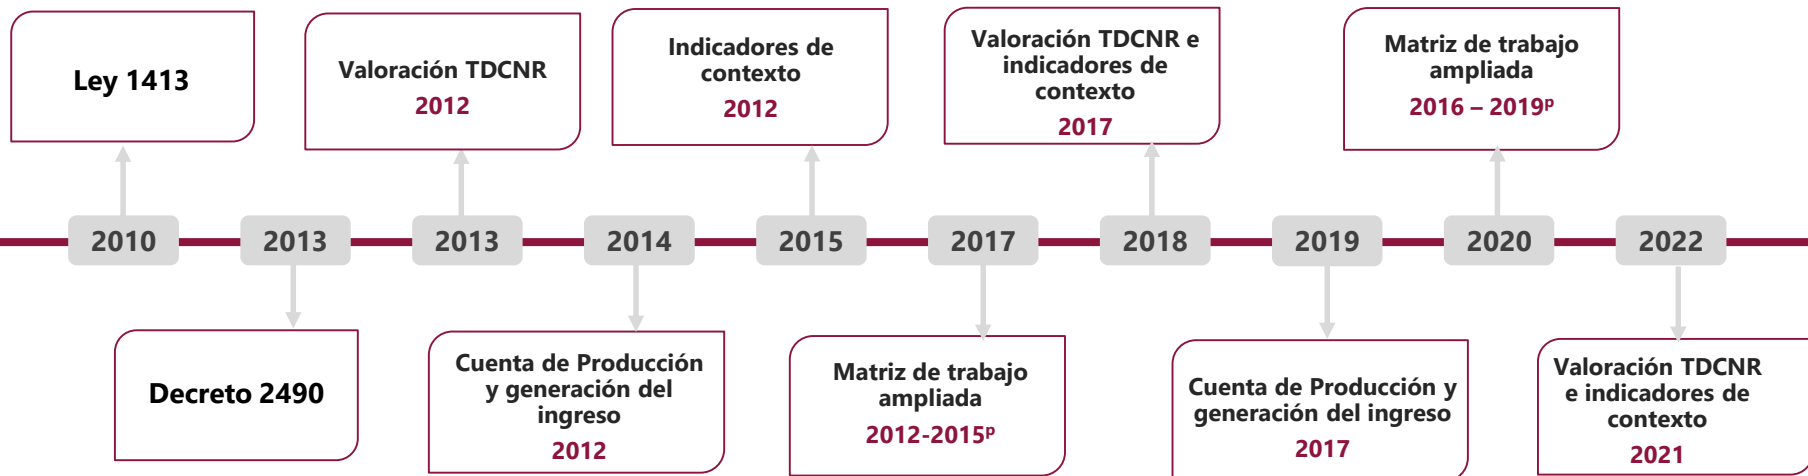 Ley 1413
Valoración TDCNR
2012
Indicadores de
contexto
2012
Valoración TDCNR e
indicadores de
contexto
2017
Matriz de trabajo
ampliada
2016 – 2019ᵖ
2010
2013
2013
2014
2015
2017
2018
2019
2020
2022
Decreto 2490
Cuenta de Producción
y generación del
ingreso
2012
Matriz de trabajo
ampliada
2012-2015ᵖ
Cuenta de Producción y
generación del ingreso
2017
Valoración TDCNR
e indicadores de
contexto
2021